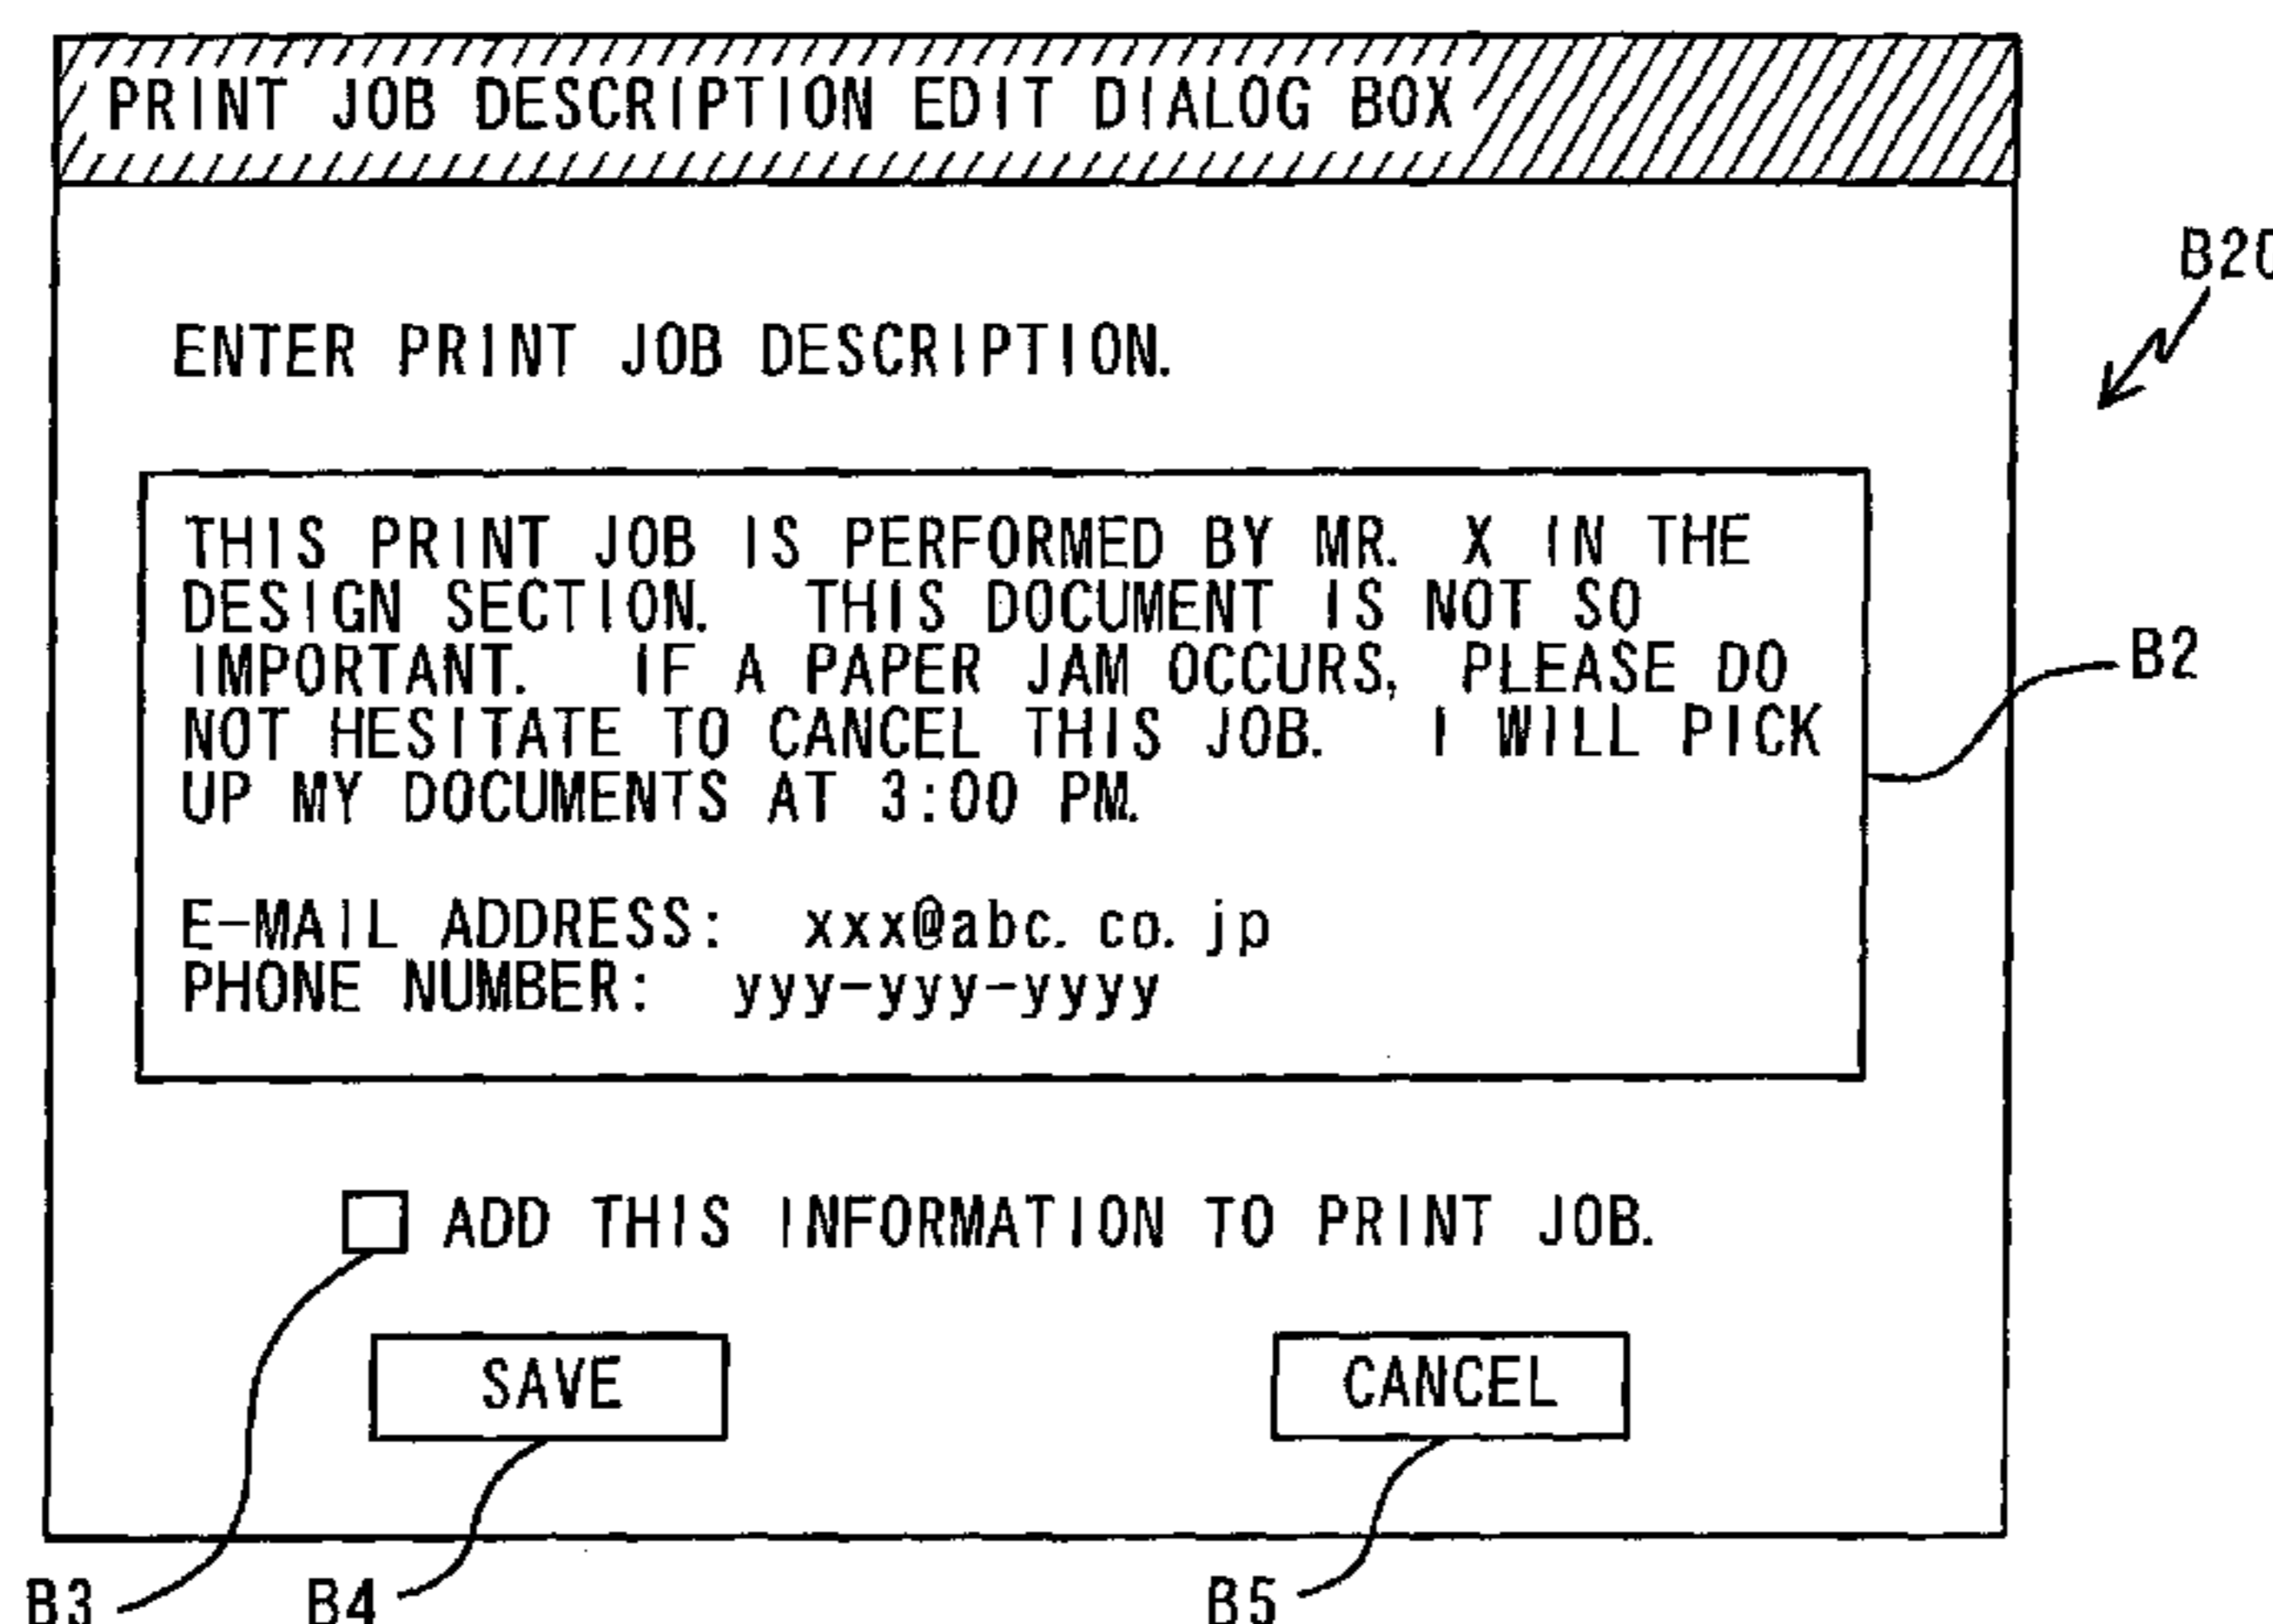 PRINT JOB DESCRIPTION EDIT DIALOG BOX
B20
ENTER PRINT JOB DESCRIPTION.
THIS PRINT JOB IS PERFORMED BY MR. X IN THE
DESIGN SECTION. THIS DOCUMENT IS NOT SO
IMPORTANT. IF A PAPER JAM OCCURS, PLEASE DO
NOT HESITATE TO CANCEL THIS JOB. I WILL PICK
UP MY DOCUMENTS AT 3:00 PM.
E-MAIL ADDRESS: xxx@abc.co.jp
PHONE NUMBER: yyy-yyy-yyyy
B2
ADD THIS INFORMATION TO PRINT JOB.
SAVE CANCEL
B3 B4 B5